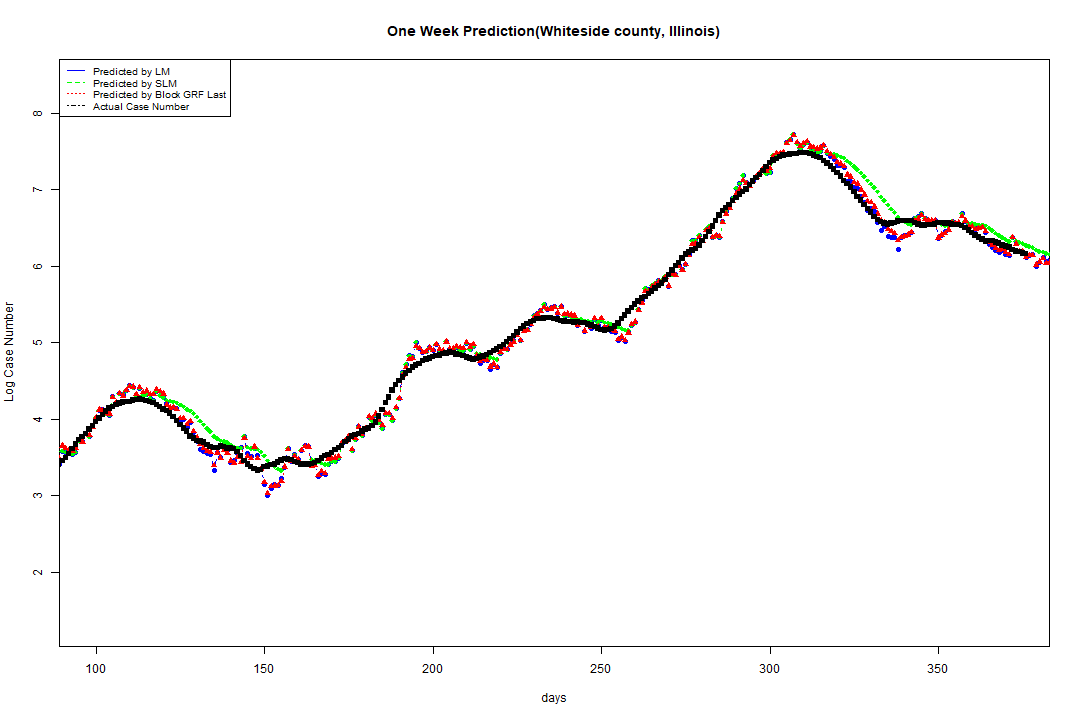 One Week Prediction(Whiteside county, Illinois)
Predicted by LM
Predicted by SLM
Predicted by Block GRF Last
Actual Case Number
8
7
6
5
4
3
2
Log Case Number
100 150 200 250 300 350
days